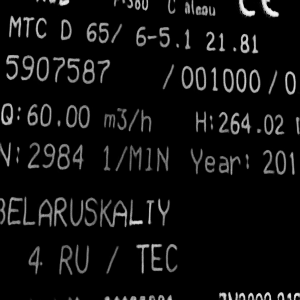 MTC D 65/ 6-5.1 21.81
5907587 /001000/0
Q:60.00 m3/h H:264.02
N:2984 1/MIN Year: 201
BELARUSKALIY
4 RU / TEC